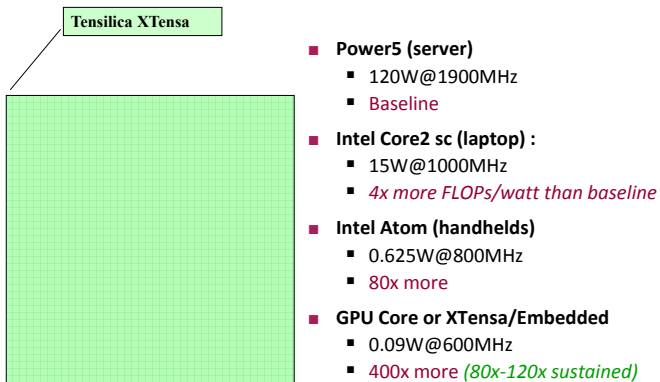 Tensilica XTensa
■ Power5 (server)
■ 120W@1900MHz
■ Baseline
■ Intel Core2 sc (laptop) :
■ 15W@1000MHz
■ 4x more FLOPs/watt than baseline
■ Intel Atom (handhelds)
■ 0.625W@800MHz
■ 80x more
■ GPU Core or XTensa/Embedded
■ 0.09W@600MHz
■ 400x more (80x-120x sustained)